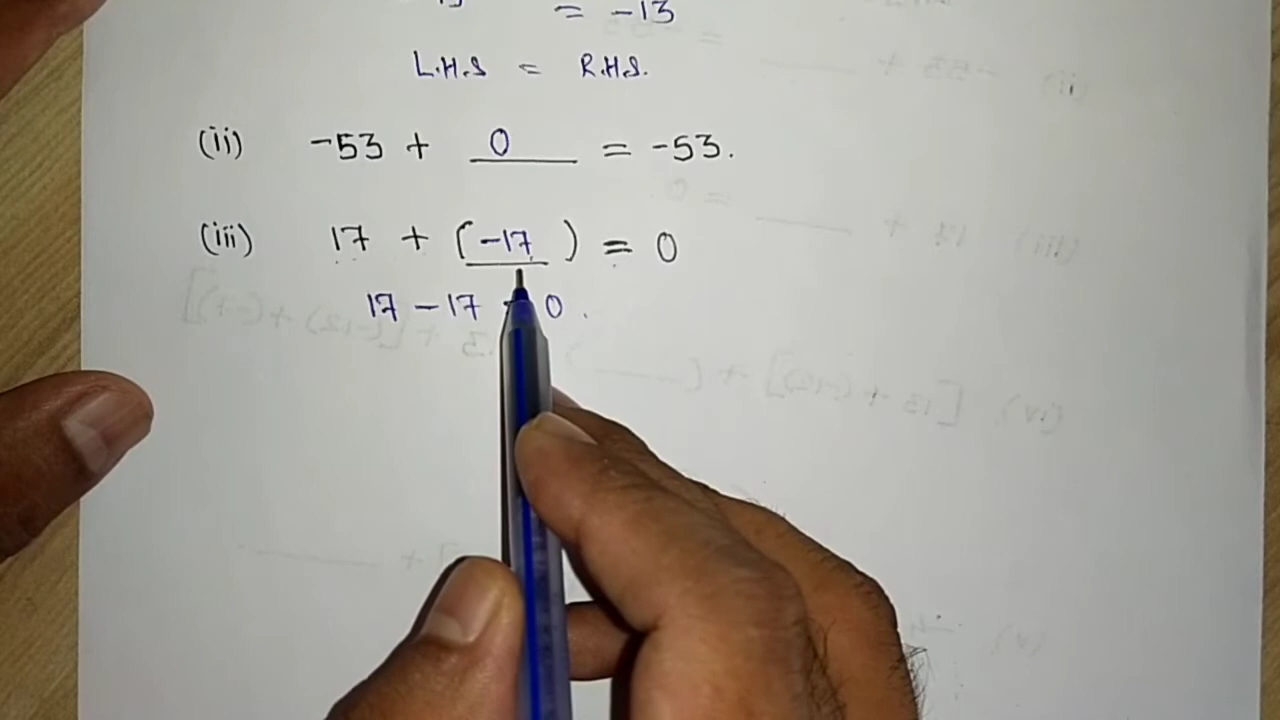 = -13
L.H.S = R.H.S.
(ii) -53 + 0 = -53.
(iii) 17 + (-17) = 0
17 - 17 = 0.